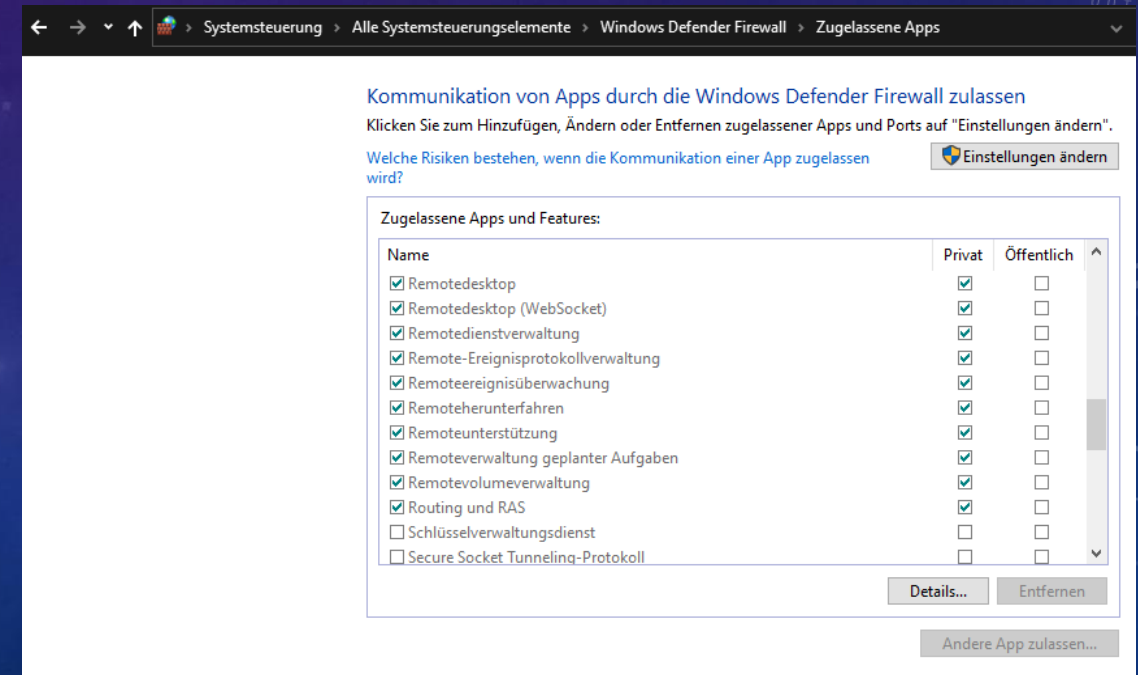 Systemsteuerung > Alle Systemsteuerungselemente > Windows Defender Firewall > Zugelassene Apps
Kommunikation von Apps durch die Windows Defender Firewall zulassen
Klicken Sie zum Hinzufügen, Ändern oder Entfernen zugelassener Apps und Ports auf "Einstellungen ändern".
Welche Risiken bestehen, wenn die Kommunikation einer App zugelassen
wird?
Einstellungen ändern
Zugelassene Apps und Features:
Name Privat Öffentlich
Remotedesktop
Remotedesktop (WebSocket)
Remotedienstverwaltung
Remote-Ereignisprotokollverwaltung
Remoteereignisüberwachung
Remoteherunterfahren
Remoteunterstützung
Remoteverwaltung geplanter Aufgaben
Remotevolumeverwaltung
Routing und RAS
Schlüsselverwaltungsdienst
Secure Socket Tunneling-Protokoll
Details... Entfernen
Andere App zulassen...